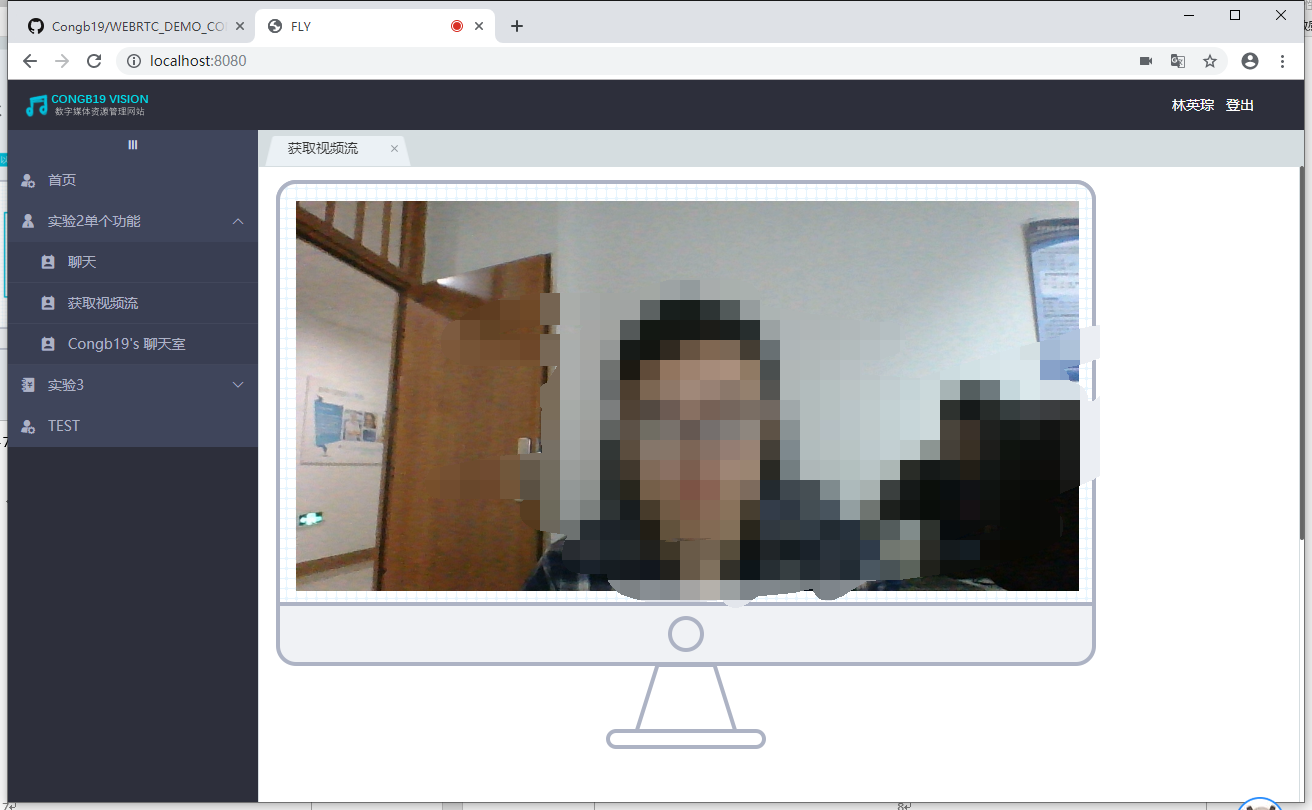 Congb19/WEBRTC_DEMO_CO
FLY
localhost:8080
CONGB19 VISION
数字媒体资源管理网站
林英琮 登出
获取视频流
首页
实验2单个功能
聊天
获取视频流
Congb19's 聊天室
实验3
TEST